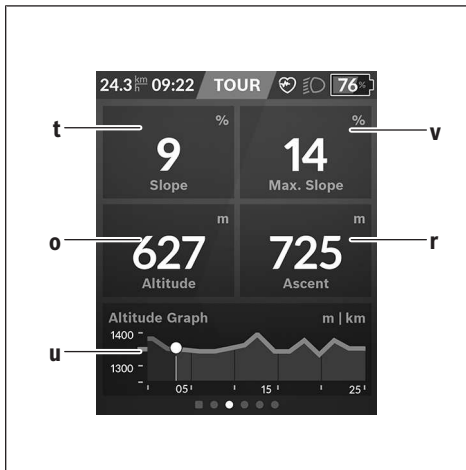 24.3 km/h 09:22 TOUR 76%
t % % v
9 14
Slope Max. Slope
o m m r
627 725
Altitude Ascent
Altitude Graph m | km
1400
u
1300
05' 15' 25'